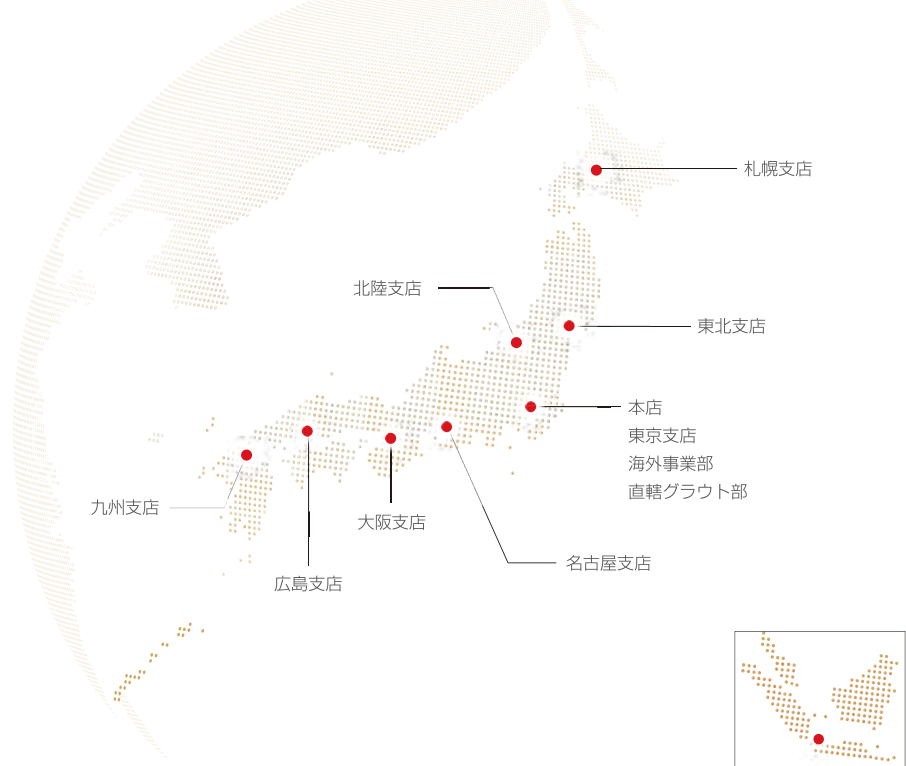 札幌支店
北陸支店
東北支店
本店
東京支店
海外事業部
直轄グラウト部
九州支店
大阪支店
名古屋支店
広島支店